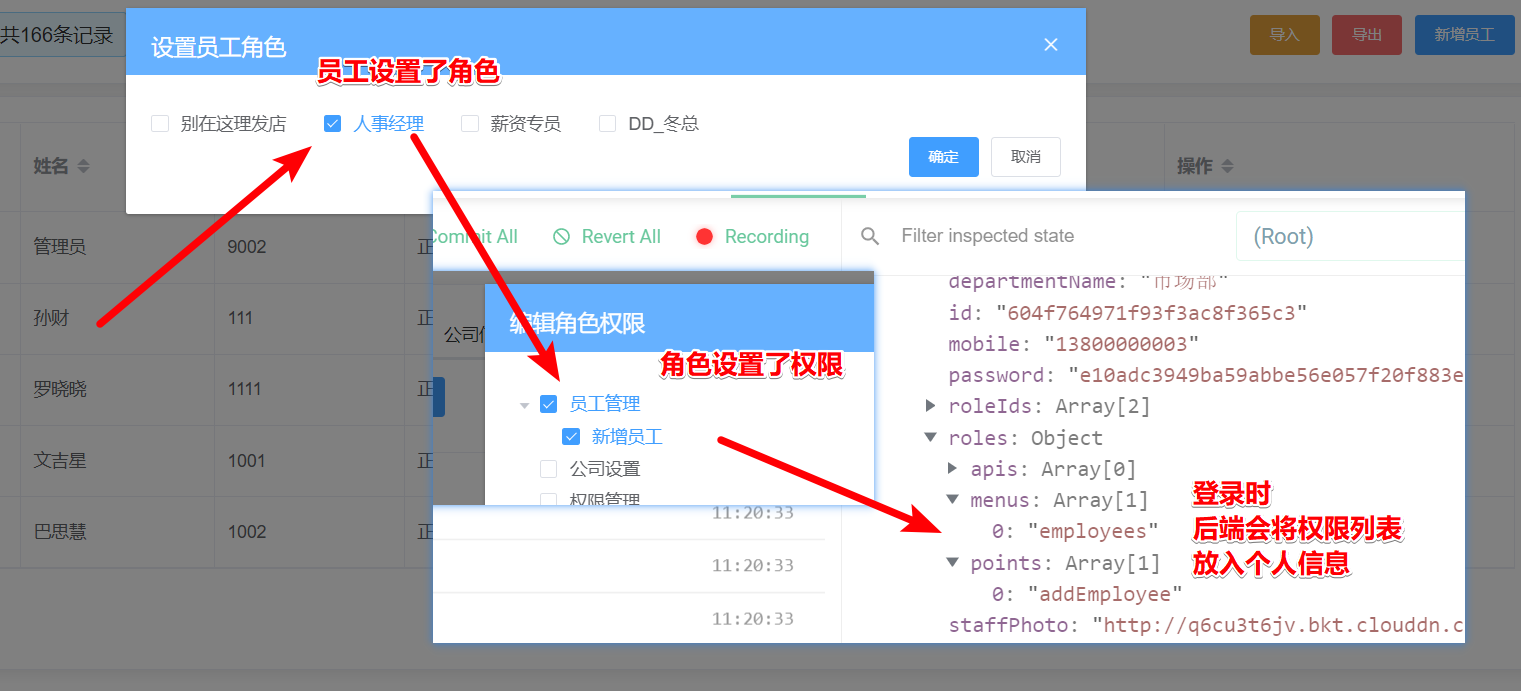 共166条记录
导入
导出
新增员工
设置员工角色
员工设置了角色
别在这理发店
人事经理
薪资专员
DD_冬总
确定
取消
姓名
操作
管理员
9002
正
孙财
111
正
罗晓晓
1111
正
文吉星
1001
正
巴思慧
1002
正
Commit All
Revert All
Recording
Filter inspected state
(Root)
公司
编辑角色权限
角色设置了权限
员工管理
新增员工
公司设置
权限管理
11:20:33
11:20:33
11:20:33
departmentName: "市场部"
id: "604f764971f93f3ac8f365c3"
mobile: "13800000003"
password: "e10adc3949ba59abbe56e057f20f883e
roleIds: Array[2]
roles: Object
apis: Array[0]
menus: Array[1]
0: "employees"
points: Array[1]
0: "addEmployee"
staffPhoto: "http://q6cu3t6jv.bkt.clouddn.c
登录时
后端会将权限列表
放入个人信息